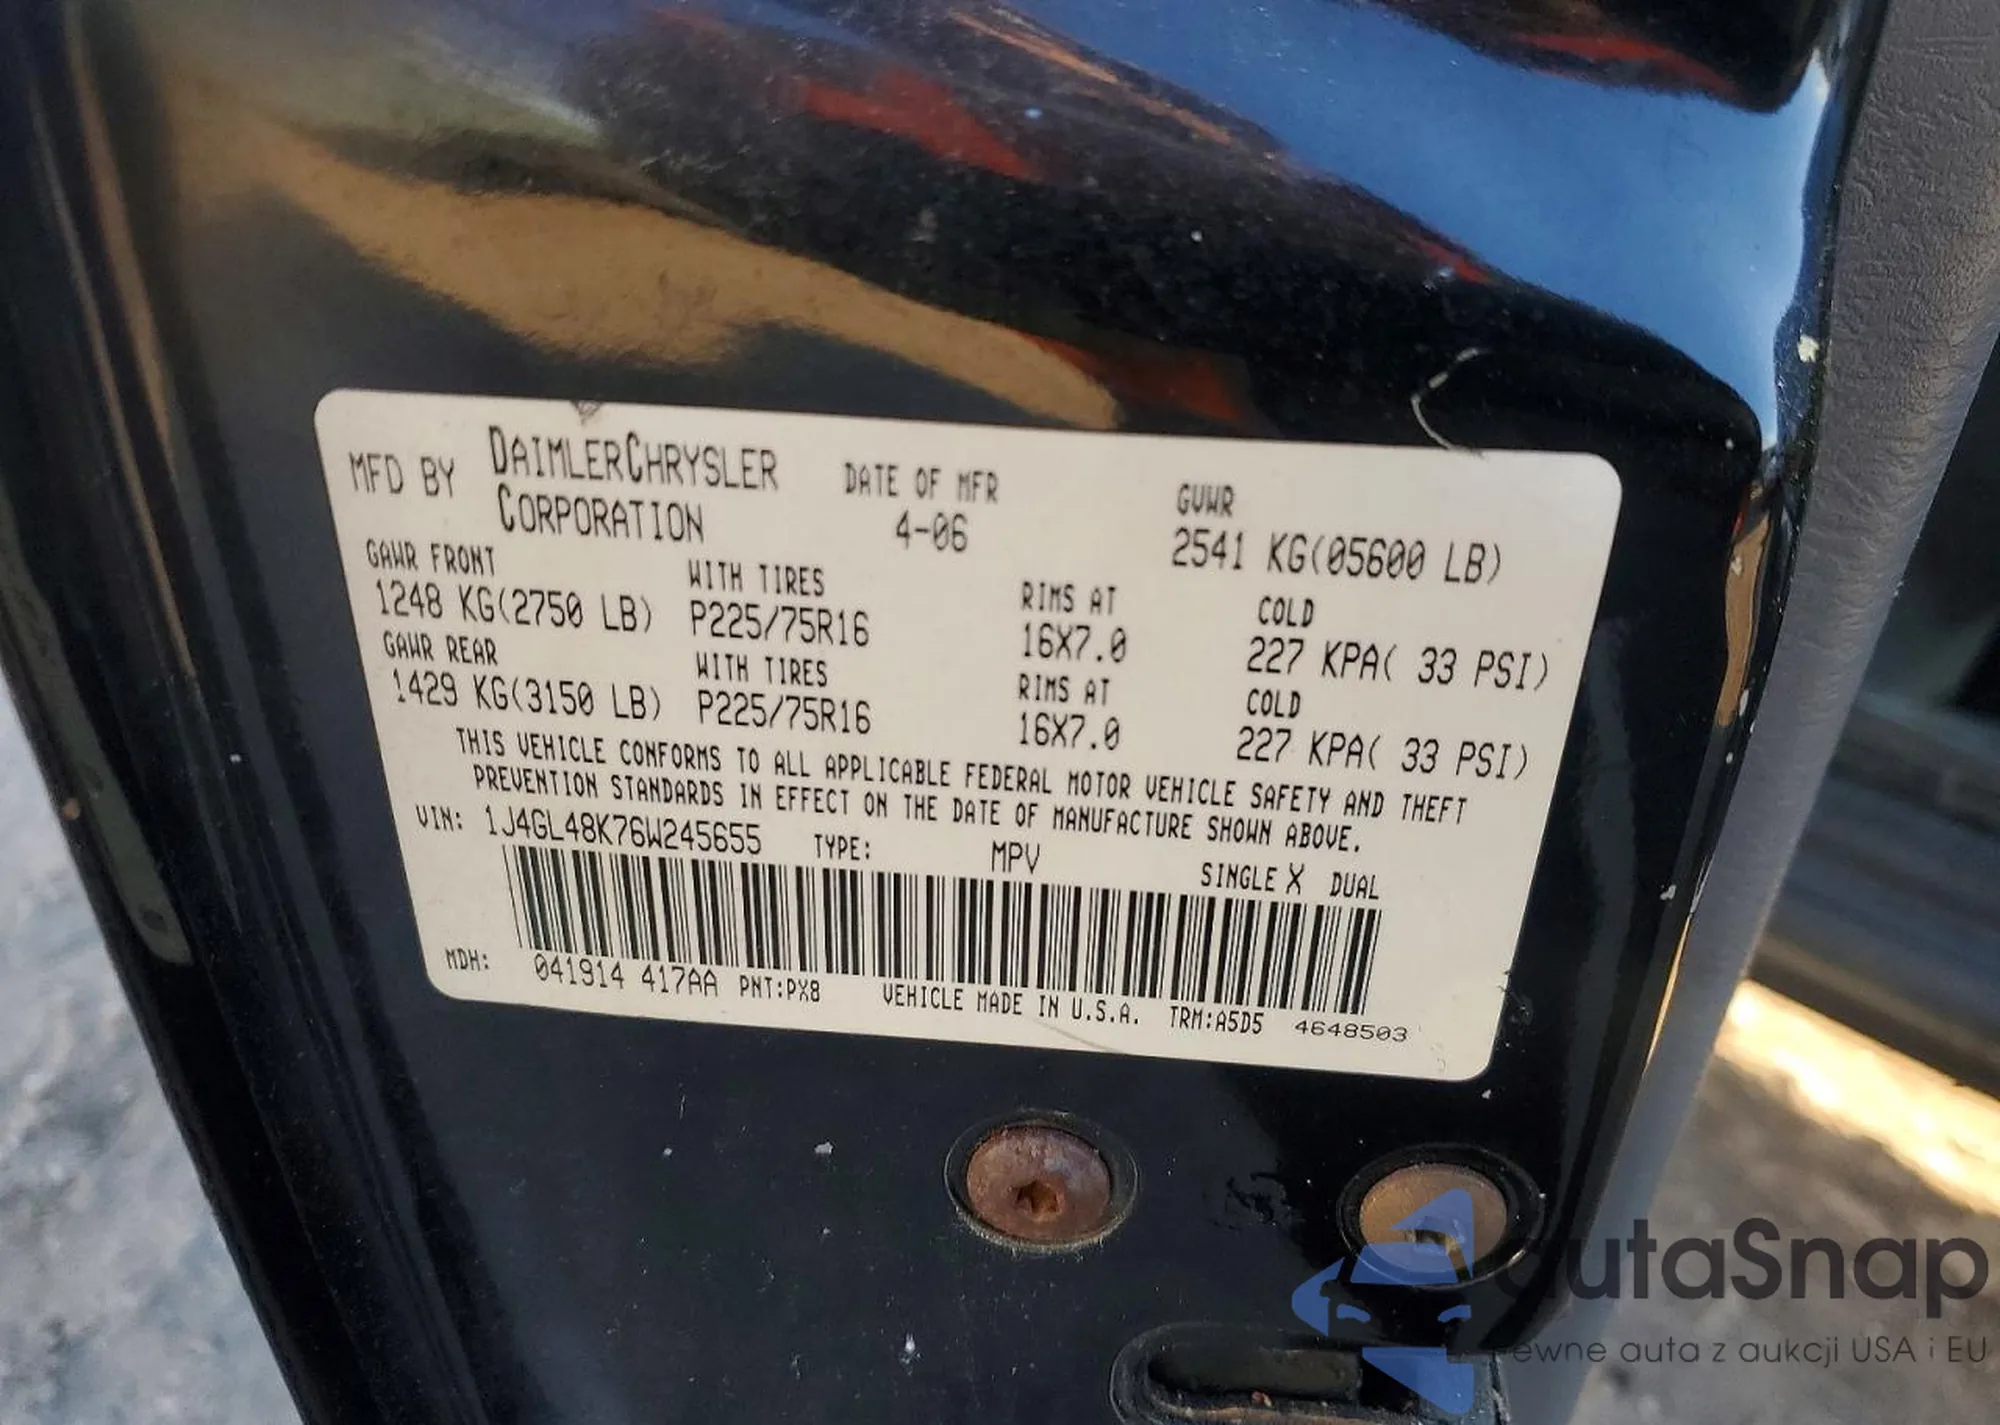 MFD BY DAIMLERCHRYSLER CORPORATION DATE OF MFR 4-06 GVWR 2541 KG(05600 LB)
GAWR FRONT WITH TIRES RIMS AT COLD
1248 KG(2750 LB) P225/75R16 16X7.0 227 KPA( 33 PSI)
GAWR REAR WITH TIRES RIMS AT COLD
1429 KG(3150 LB) P225/75R16 16X7.0 227 KPA( 33 PSI)
THIS VEHICLE CONFORMS TO ALL APPLICABLE FEDERAL MOTOR VEHICLE SAFETY AND THEFT
PREVENTION STANDARDS IN EFFECT ON THE DATE OF MANUFACTURE SHOWN ABOVE.
VIN: 1J4GL48K76W245655 TYPE: MPV SINGLE X DUAL
MDH: 041914 417AA PNT:PX8 VEHICLE MADE IN U.S.A. TRM:A5D5 4648503
autaSnap
Pewne auta z aukcji USA i EU